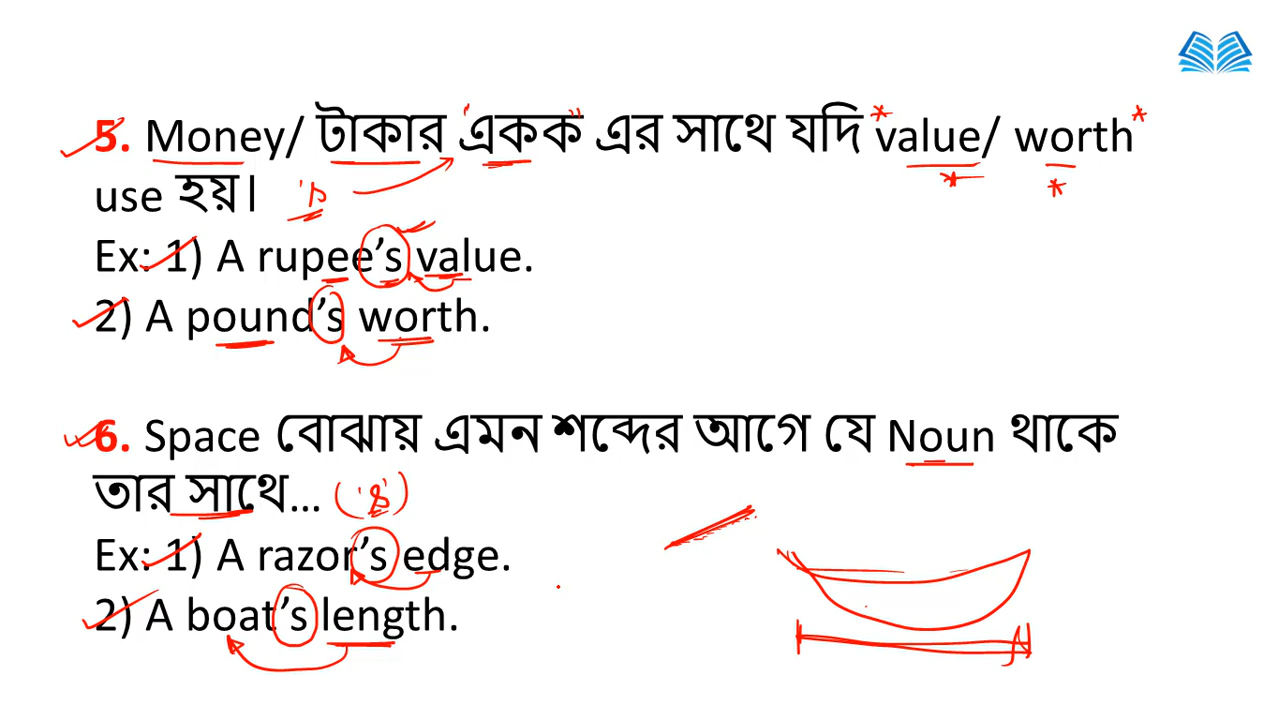 5. Money/ টাকার "একক" এর সাথে যদি *value/ worth*
use হয়। 's
Ex: 1) A rupee’s value.
2) A pound’s worth.
6. Space বোঝায় এমন শব্দের আগে যে Noun থাকে
তার সাথে... ('s')
Ex: 1) A razor’s edge.
2) A boat’s length.